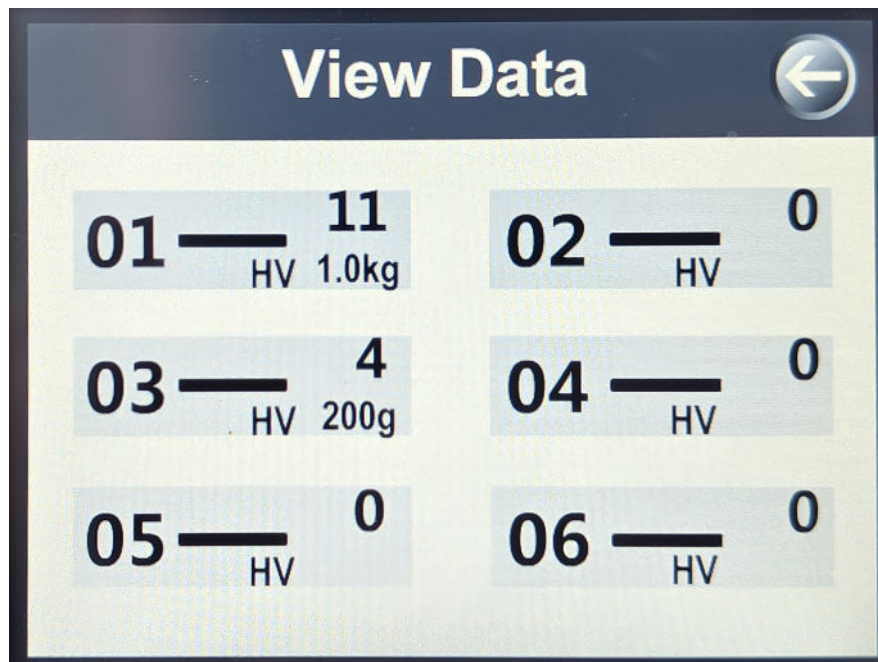 View Data
01 — 11
HV 1.0kg
02 — 0
HV
03 — 4
HV 200g
04 — 0
HV
05 — 0
HV
06 — 0
HV